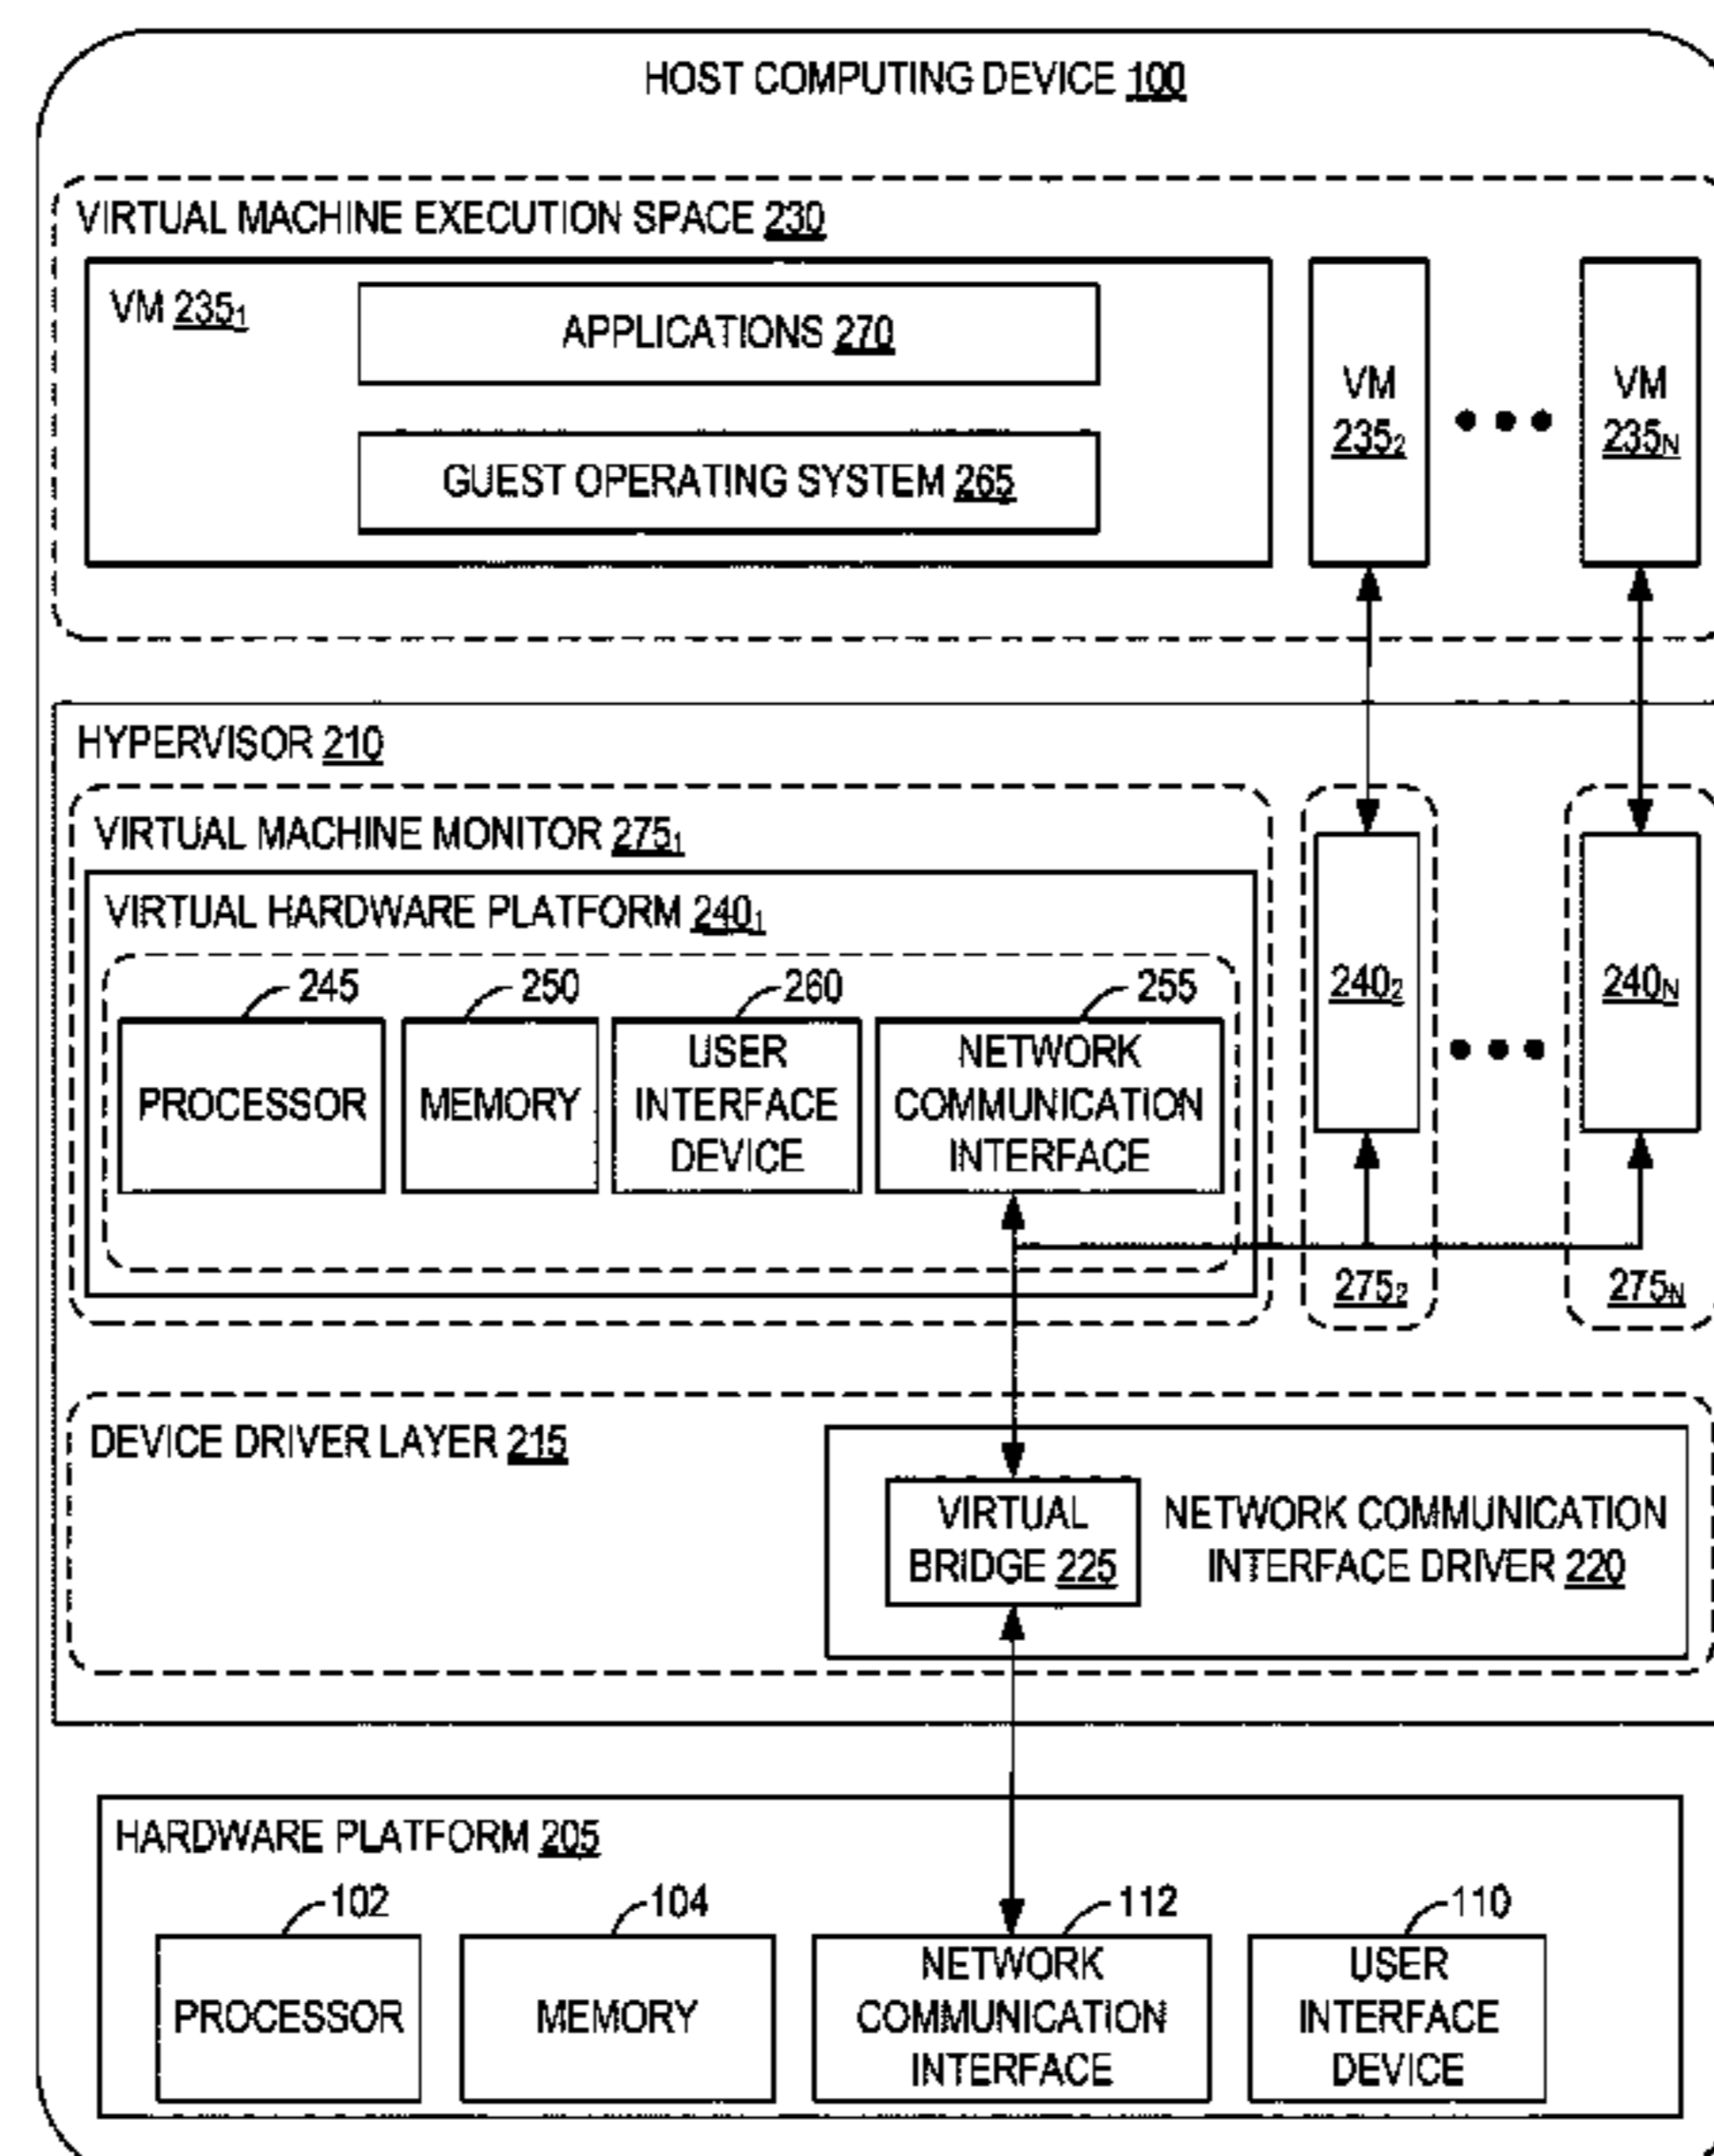 HOST COMPUTING DEVICE 100
VIRTUAL MACHINE EXECUTION SPACE 230
VM 235₁
APPLICATIONS 270
GUEST OPERATING SYSTEM 265
VM
235₂
VM
235ₙ
HYPERVISOR 210
VIRTUAL MACHINE MONITOR 275₁
VIRTUAL HARDWARE PLATFORM 240₁
245
PROCESSOR
250
MEMORY
260
USER
INTERFACE
DEVICE
255
NETWORK
COMMUNICATION
INTERFACE
240₂
240ₙ
275₂
275ₙ
DEVICE DRIVER LAYER 215
VIRTUAL
BRIDGE 225
NETWORK COMMUNICATION
INTERFACE DRIVER 220
HARDWARE PLATFORM 205
102
PROCESSOR
104
MEMORY
112
NETWORK
COMMUNICATION
INTERFACE
110
USER
INTERFACE
DEVICE